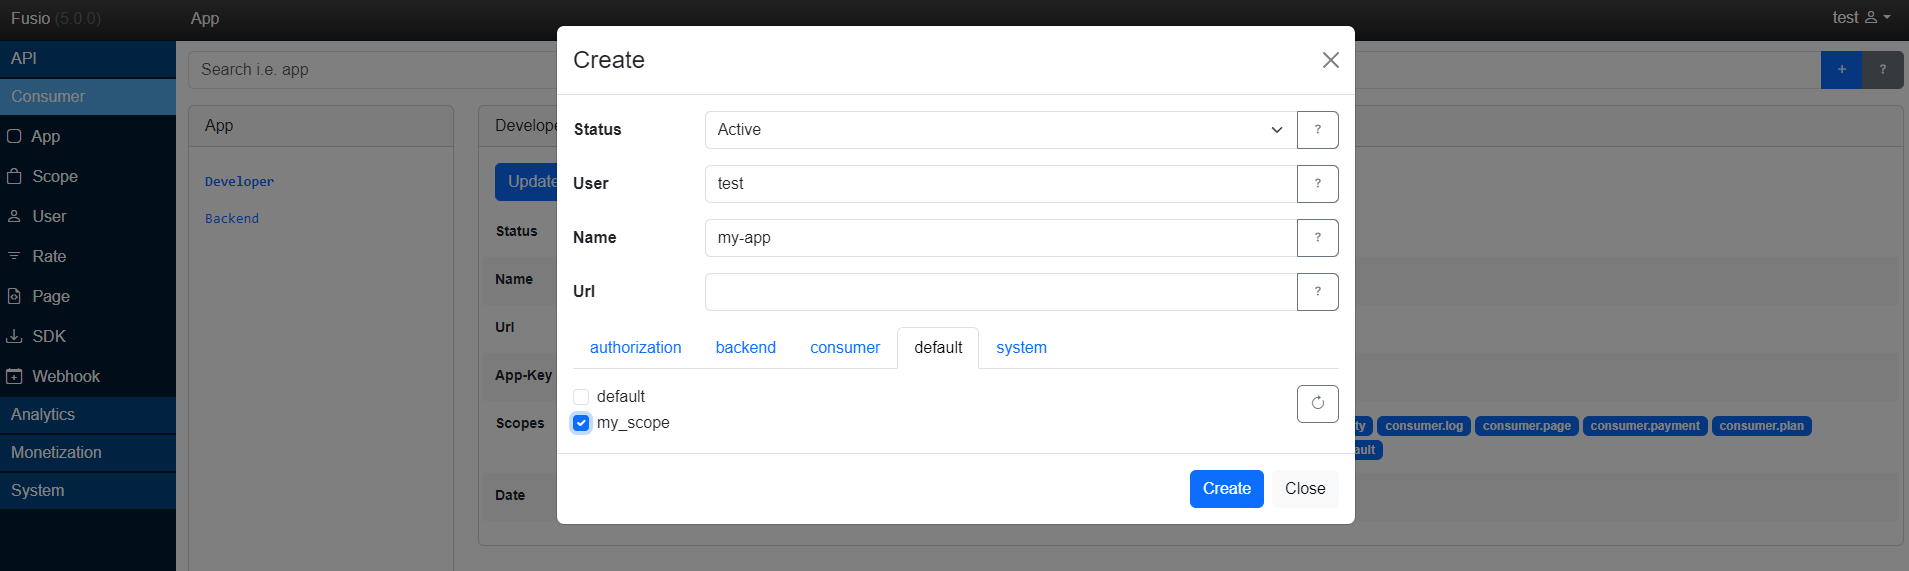 Fusio (5.0.0)
App
test
API
Consumer
App
Scope
User
Rate
Page
SDK
Webhook
Analytics
Monetization
System
Search i.e. app
+
?
App
Developer
Backend
Develope
Update
Status
Name
Url
App-Key
Scopes
ty
consumer.log
consumer.page
consumer.payment
consumer.plan
ault
Date
Create
Status
Active
?
User
test
?
Name
my-app
?
Url
?
authorization
backend
consumer
default
system
default
my_scope
Create
Close